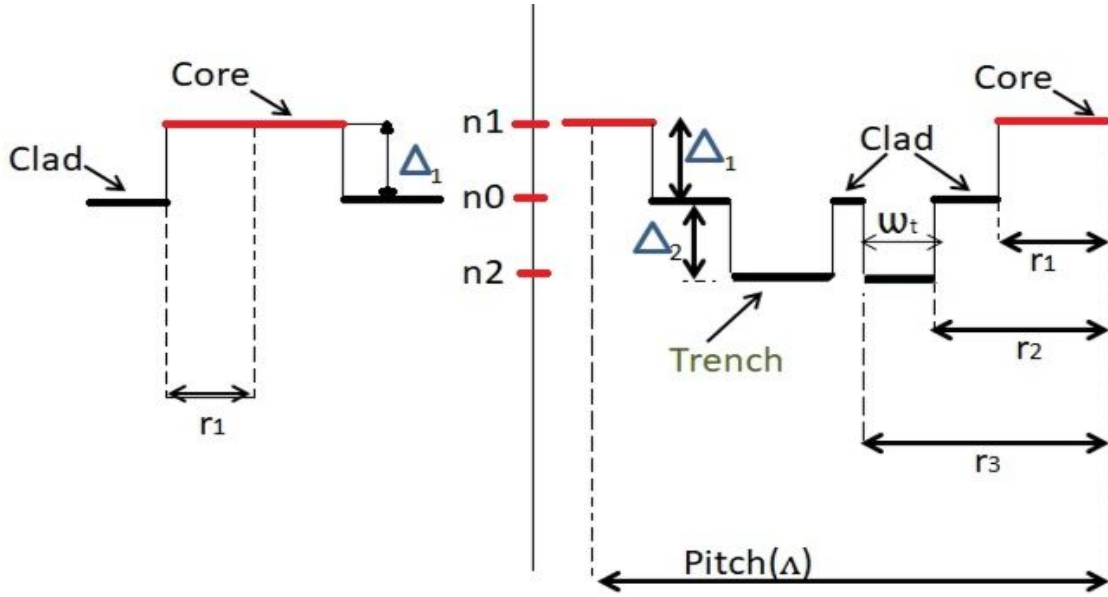 Core
Clad
Δ1
r1
n1
n0
n2
Core
Clad
Δ1
Δ2
ωt
r1
Trench
r2
r3
Pitch(Λ)